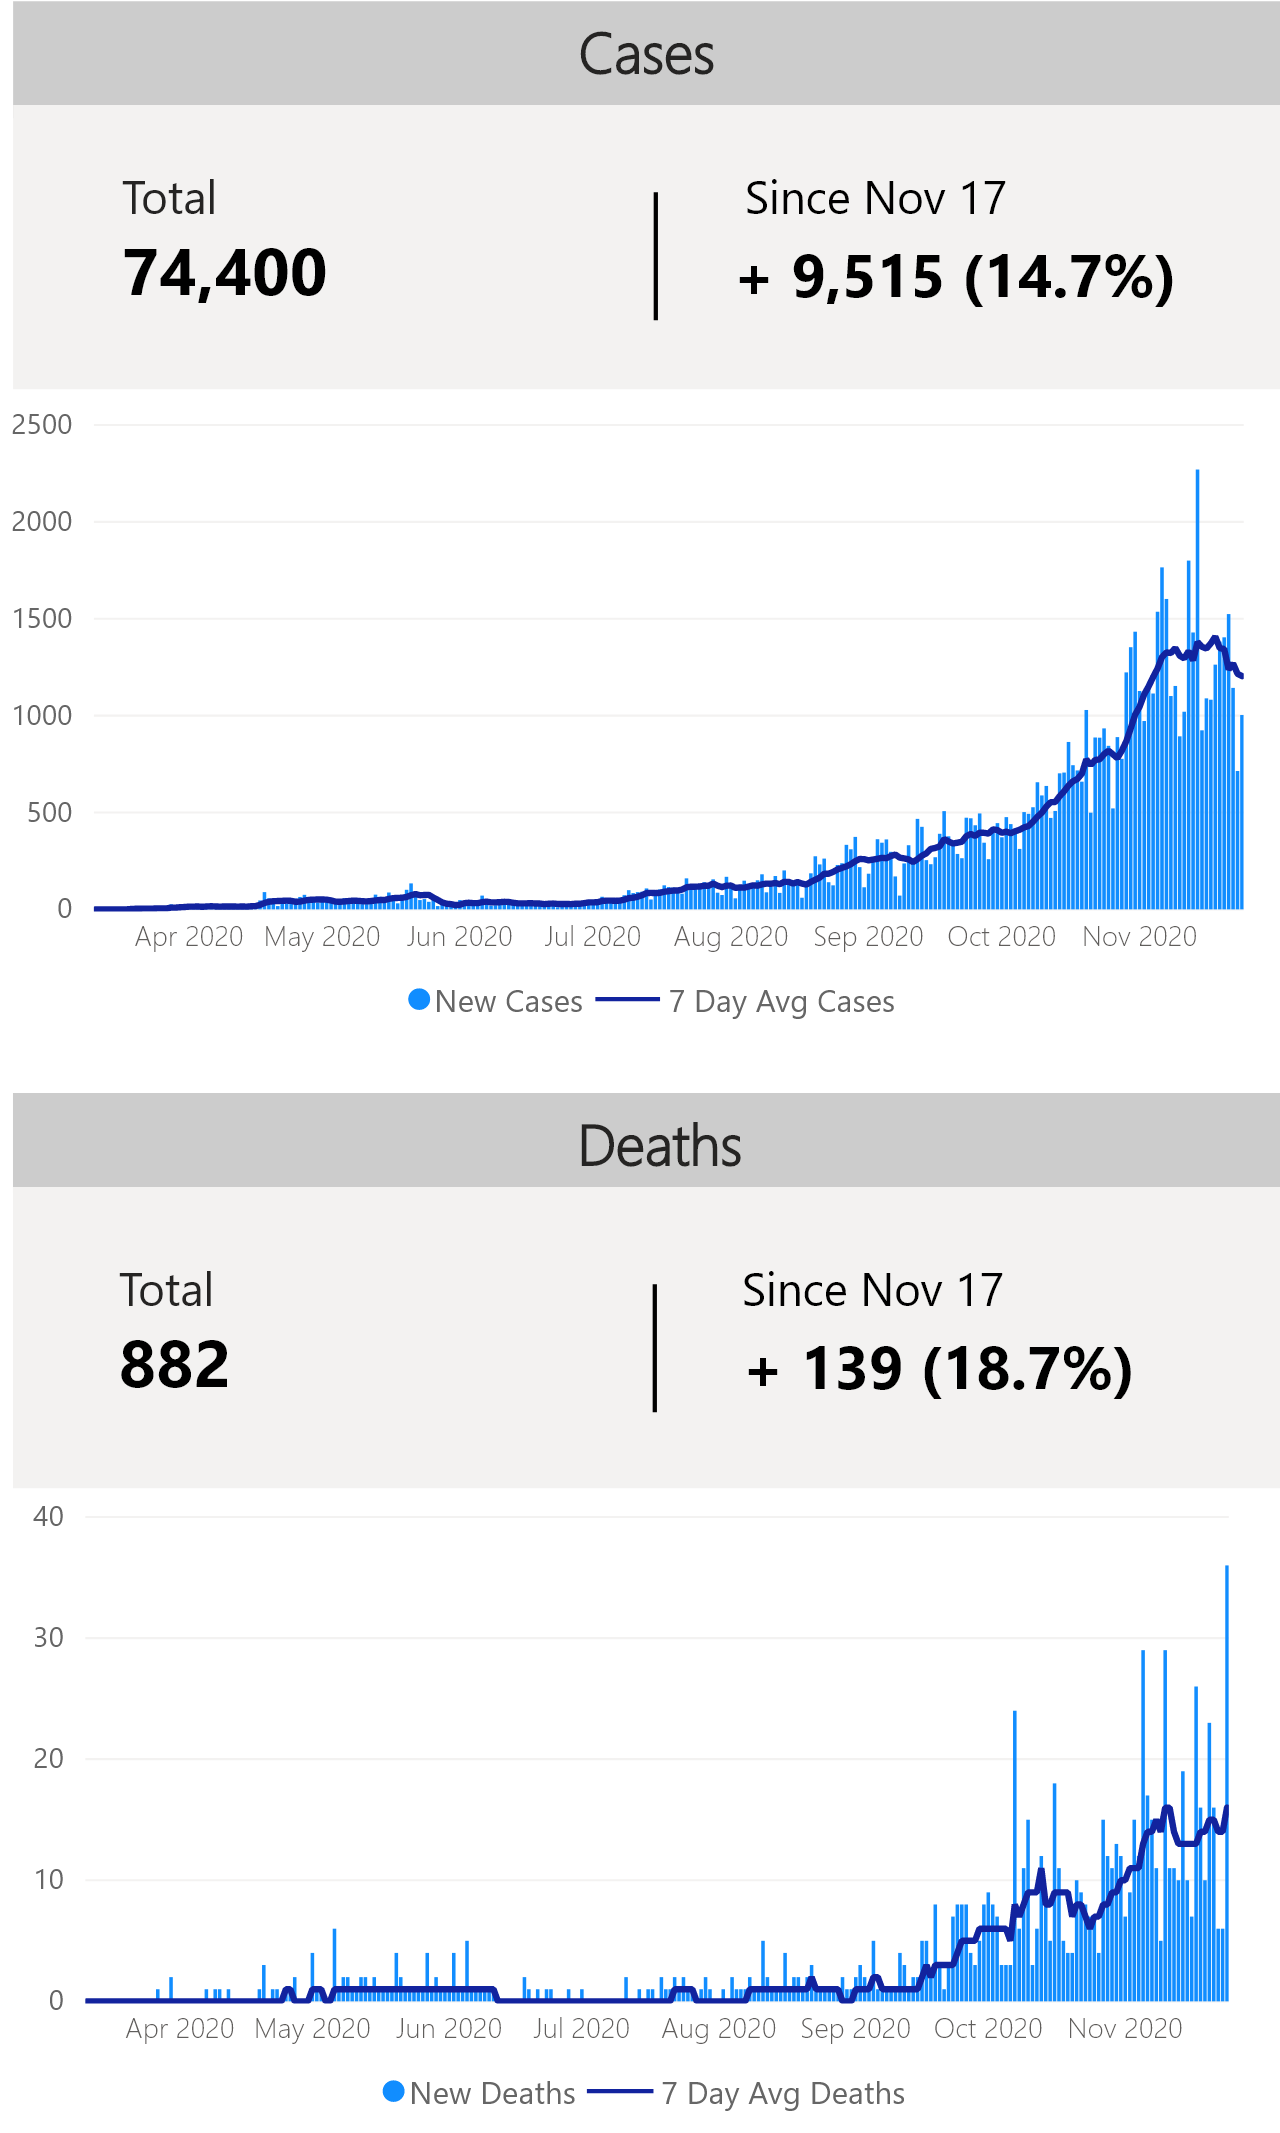 Cases
Total
Since Nov 17
74,400
+ 9,515 (14.7%)
2500
2000
1500
1000
500
0
Apr 2020 May 2020 Jun 2020 Jul 2020 Aug 2020 Sep 2020 Oct 2020 Nov 2020
New Cases 7 Day Avg Cases
Deaths
Total
Since Nov 17
882
+ 139 (18.7%)
40
30
20
10
0
Apr 2020 May 2020 Jun 2020 Jul 2020 Aug 2020 Sep 2020 Oct 2020 Nov 2020
New Deaths 7 Day Avg Deaths